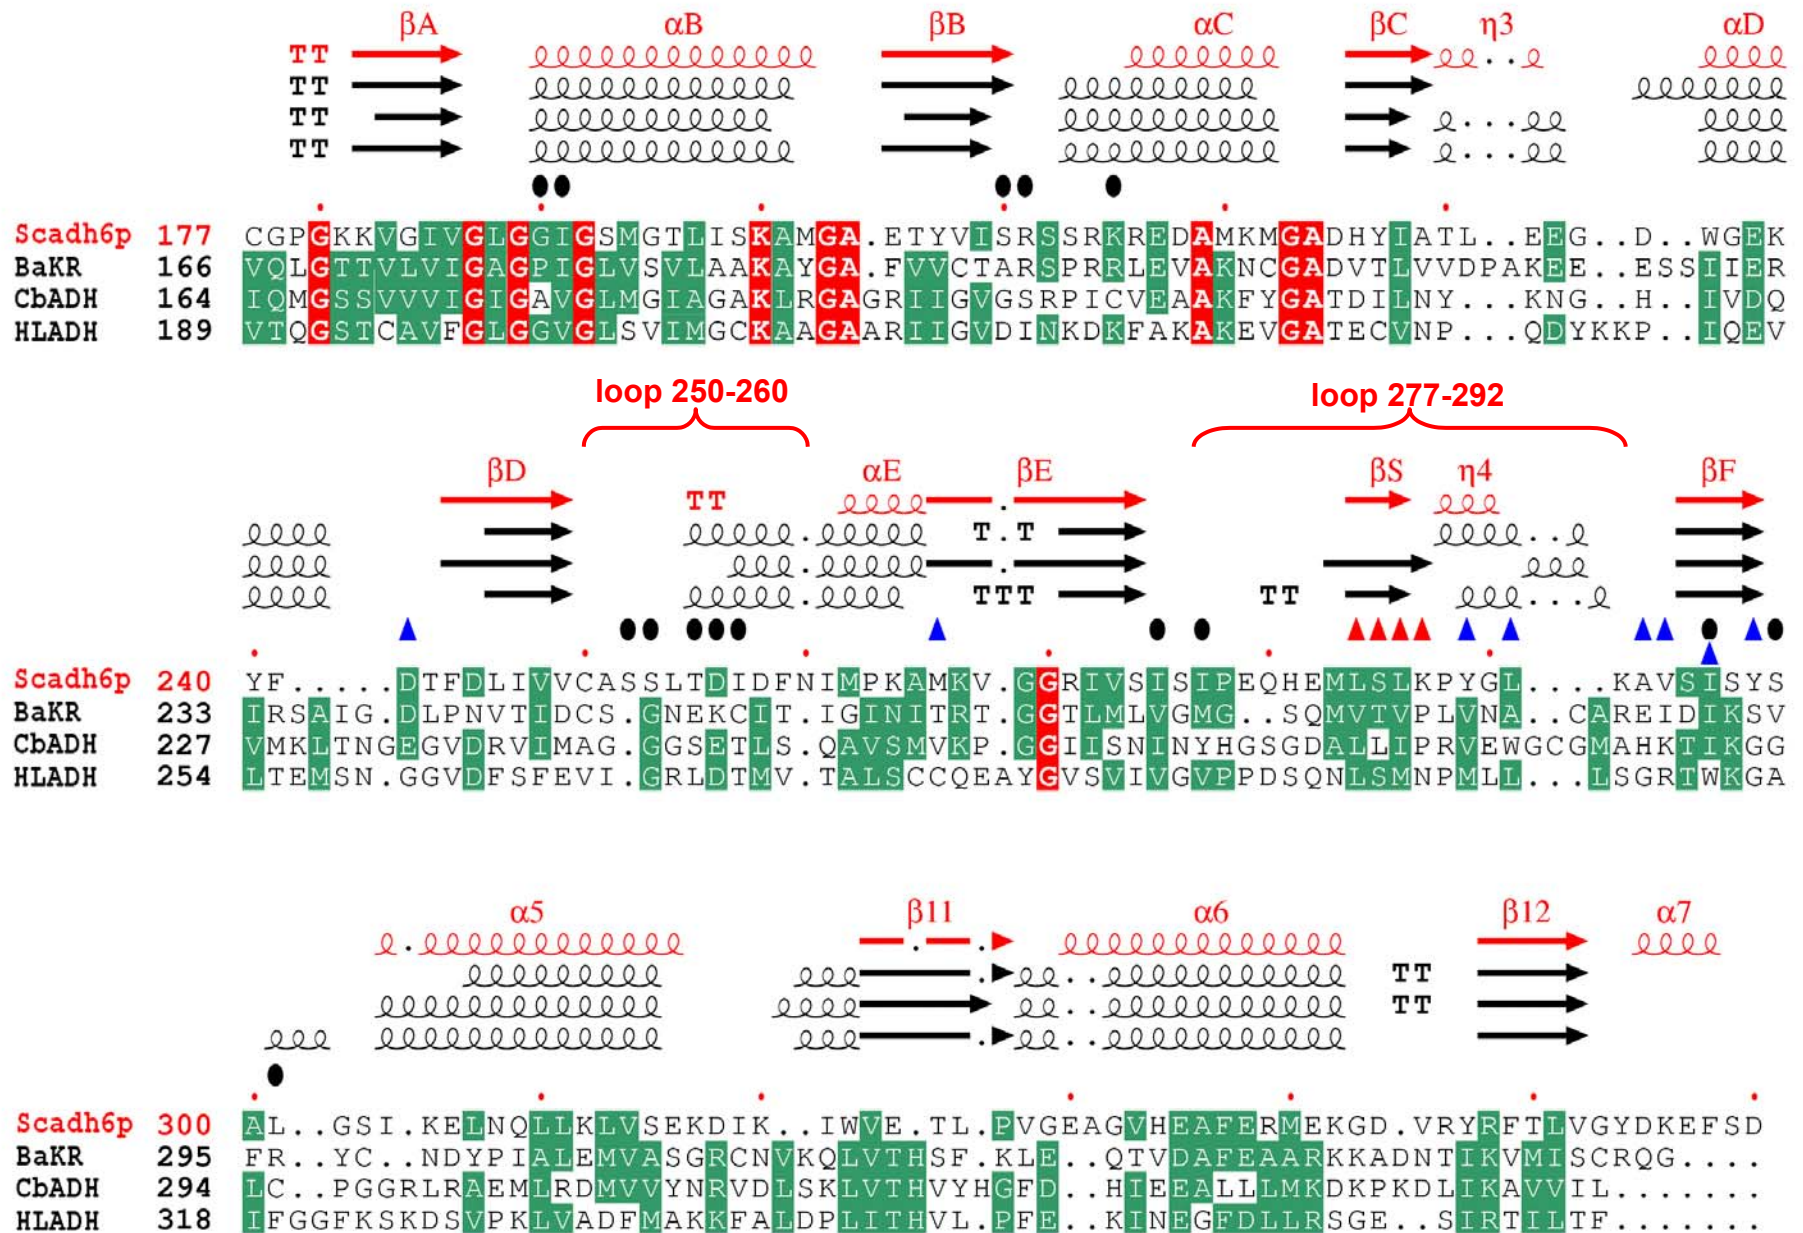 βA αB βB αC βC η3 αD
TT
TT
TT
TT
Scadh6p 177 CGPGKKVGIVGLGGIGSMGTLISKAMGA.ETYVISRSSRKREDAMKMGADHYIATL..EEG..D..WGEK
BaKR 166 VQLGTTVLVIGAGPIGLVSVLAAKAYGA.FVVCTARSPRRLEVAKNCGADVTLVVDPAKEE..ESSIIER
CbADH 164 IQMGSSVVVIGIGAVGLMGIAGAKLRGAGRIIGVGSRPICVEAAKFYGATDILNY...KNG..H..IVDQ
HLADH 189 VTQGSTCAVFGLGGVGLSVIMGCKAAGAARIIGVDINKDKFAKAKEVGATECVNP...QDYKKP..IQEV
loop 250-260 loop 277-292
βD αE βE βS η4 βF
TT
T.T
TTT TT
Scadh6p 240 YF.....DTFDLIVVCASSLTDIDFNIMPKAMKV.GGRIVSISIPEQHEMLSLKPYGL....KAVSISYS
BaKR 233 IRSAIG.DLPNVTIDCS.GNEKCIT.IGINITRT.GGTLMLVGMG..SQMVTVPLVNA..CAREIDIKSV
CbADH 227 VMKLTNGEGVDRVIMAG.GGSETLS.QAVSMVKP.GGIISNINYHGSGDALLIPRVEWGCGMAHKTIKGG
HLADH 254 LTEMSN.GGVDFSFEVI.GRLDTMV.TALSCCQEAYGVSVIVGVPPDSQNLSMNPMLL...LSGRTWKGA
α5 β11 α6 β12 α7
TT
TT
Scadh6p 300 AL..GSI.KELNQLLKLVSEKDIK..IWVE.TL.PVGEAGVHEAFERMEKGD.VRYRFTLVGYDKEFSD
BaKR 295 FR..YC..NDYPIALEMVASGRCNVKQLVTHSF.KLE..QTVDAFEAARKKADNTIKVMISCRQG....
CbADH 294 LC..PGGRLRAEMLRDMVVYNRVDLSKLVTHVYHGFD..HIEEALLLMKDKPKDLIKAVVIL.......
HLADH 318 IFGGFKSKDSVPKLVADFMAKKFALDPLITHVL.PFE..KINEGFDLLRSGE..SIRTILTF.......